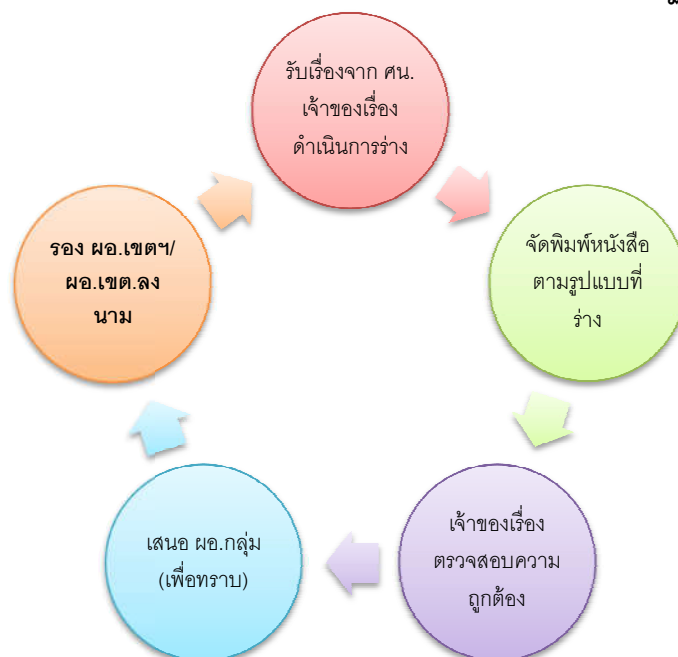 รับเรื่องจาก ศน.
เจ้าของเรื่อง
ดำเนินการร่าง
จัดพิมพ์หนังสือ
ตามรูปแบบที่
ร่าง
เจ้าของเรื่อง
ตรวจสอบความ
ถูกต้อง
เสนอ ผอ.กลุ่ม
(เพื่อทราบ)
รอง ผอ.เขตฯ/
ผอ.เขต.ลง
นาม